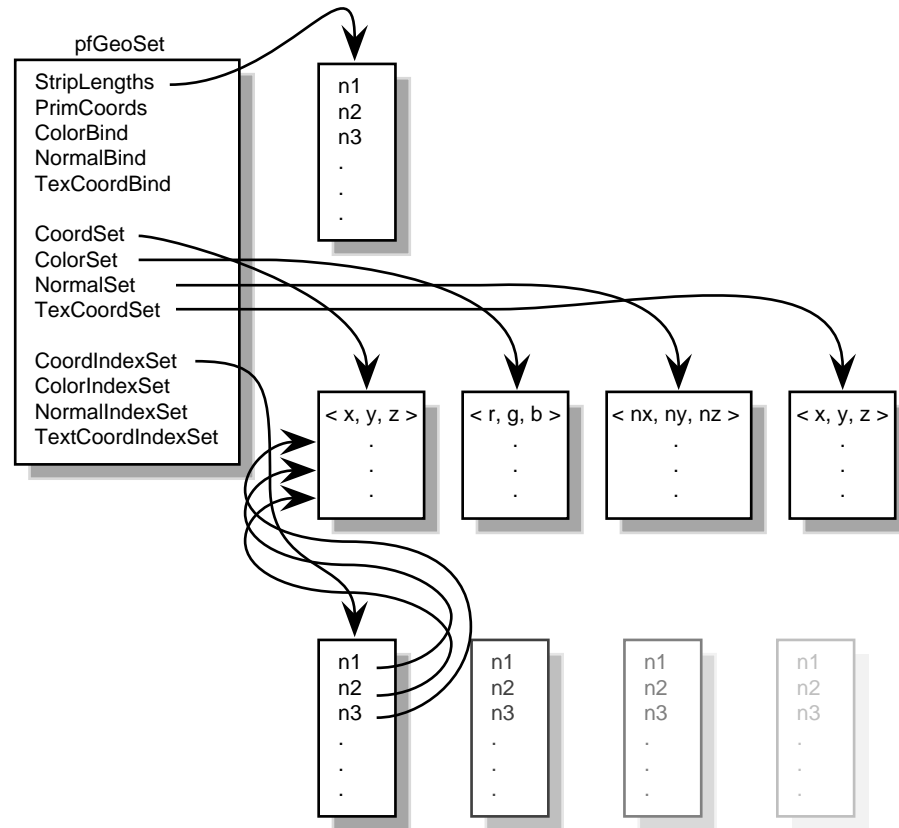 pfGeoSet
StripLengths
PrimCoords
ColorBind
NormalBind
TexCoordBind
CoordSet
ColorSet
NormalSet
TexCoordSet
CoordIndexSet
ColorIndexSet
NormalIndexSet
TextCoordIndexSet
n1
n2
n3
.
.
.
< x, y, z >
.
.
.
< r, g, b >
.
.
.
< nx, ny, nz >
.
.
.
< x, y, z >
.
.
.
n1
n2
n3
.
.
.
n1
n2
n3
.
.
.
n1
n2
n3
.
.
.
n1
n2
n3
.
.
.